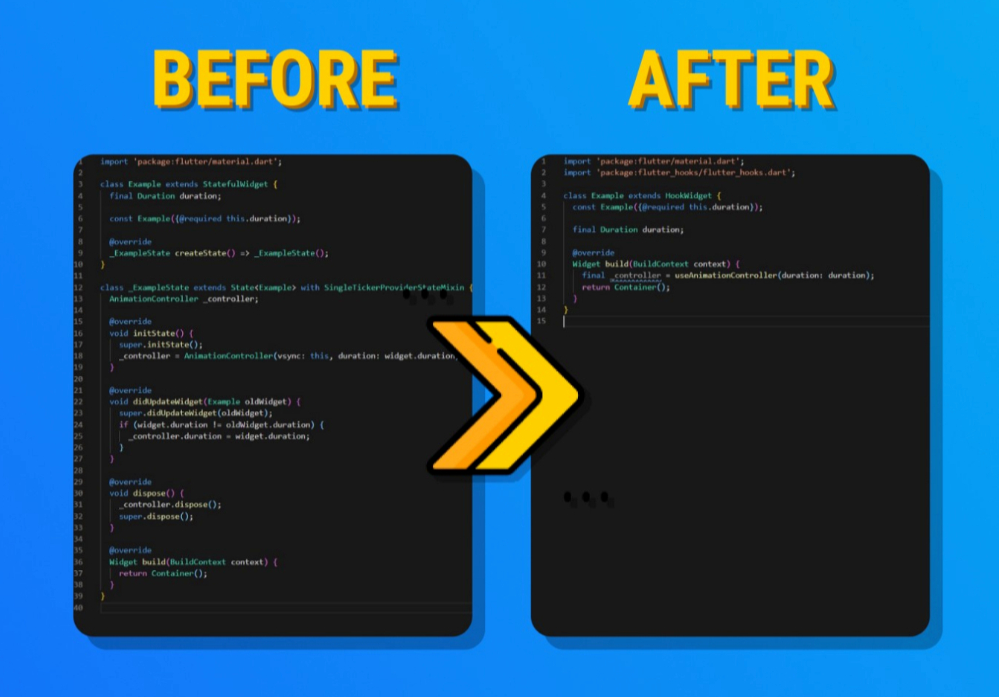 BEFORE
1 import 'package:flutter/material.dart';
2
3 class Example extends StatefulWidget {
4 final Duration duration;
5
6 const Example({@required this.duration});
7
8 @override
9 _ExampleState createState() => _ExampleState();
10 }
11
12 class _ExampleState extends State<Example> with SingleTickerProviderStateMixin {
13 AnimationController _controller;
14
15 @override
16 void initState() {
17 super.initState();
18 _controller = AnimationController(vsync: this, duration: widget.duration
19 }
20
21 @override
22 void didUpdateWidget(Example oldWidget) {
23 super.didUpdateWidget(oldWidget);
24 if (widget.duration != oldWidget.duration) {
25 _controller.duration = widget.duration;
26 }
27 }
28
29 @override
30 void dispose() {
31 _controller.dispose();
32 super.dispose();
33 }
34
35 @override
36 Widget build(BuildContext context) {
37 return Container();
38 }
39 }
40
AFTER
1 import 'package:flutter/material.dart';
2 import 'package:flutter_hooks/flutter_hooks.dart';
3
4 class Example extends HookWidget {
5 const Example({@required this.duration});
6
7 final Duration duration;
8
9 @override
10 Widget build(BuildContext context) {
11 final _controller = useAnimationController(duration: duration);
12 return Container();
13 }
14 }
15